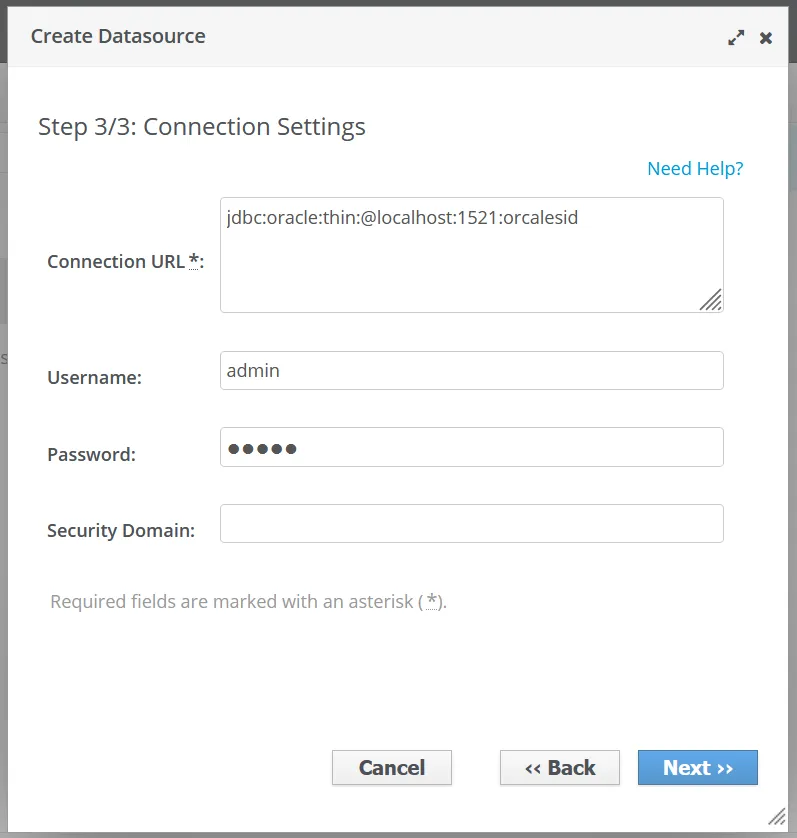 Create Datasource
Step 3/3: Connection Settings
Need Help?
jdbc:oracle:thin:@localhost:1521:orcalesid
Connection URL *:
Username: admin
Password: ●●●●●
Security Domain:
Required fields are marked with an asterisk ( *).
Cancel ‹‹ Back Next ››
s